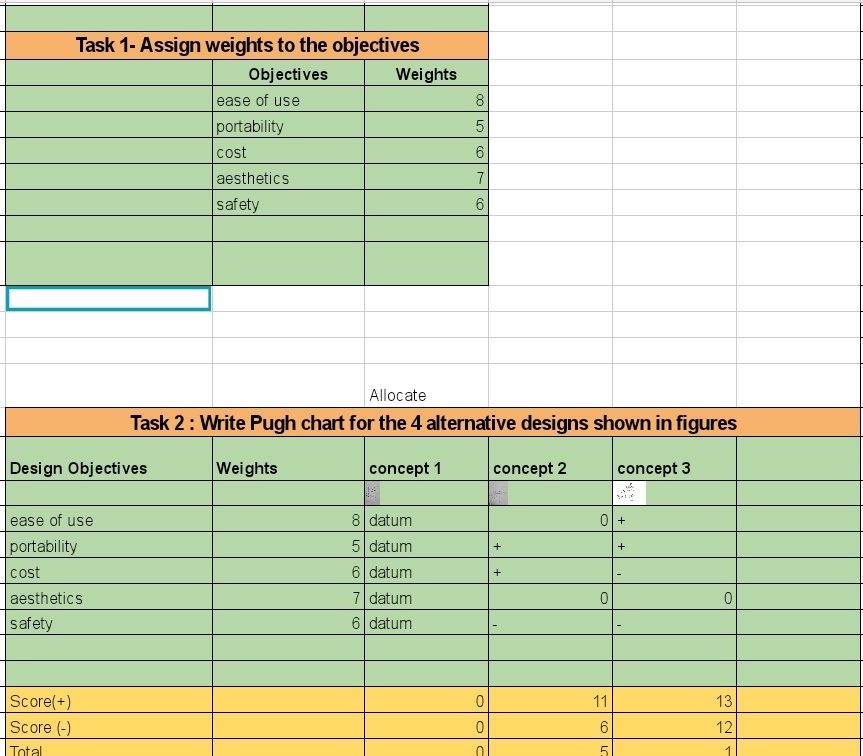 Task 1- Assign weights to the objectives
Objectives Weights
ease of use 8
portability 5
cost 6
aesthetics 7
safety 6
Allocate
Task 2 : Write Pugh chart for the 4 alternative designs shown in figures
Design Objectives Weights concept 1 concept 2 concept 3
ease of use 8 datum 0 +
portability 5 datum + +
cost 6 datum + -
aesthetics 7 datum 0 0
safety 6 datum - -
Score(+) 0 11 13
Score (-) 0 6 12
Total 0 5 1